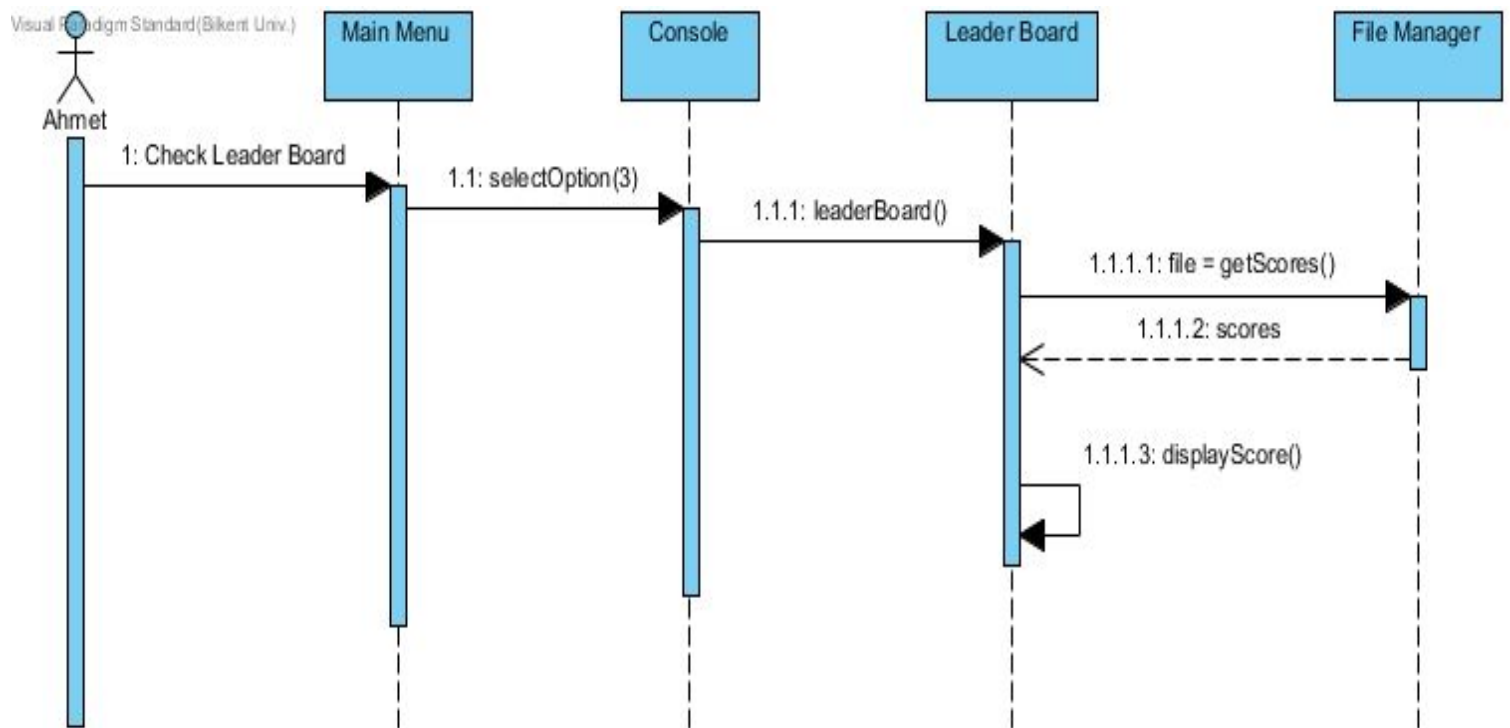 Visual Paradigm Standard(Bilkent Univ.)
Ahmet
Main Menu
Console
Leader Board
File Manager
1: Check Leader Board
1.1: selectOption(3)
1.1.1: leaderBoard()
1.1.1.1: file = getScores()
1.1.1.2: scores
1.1.1.3: displayScore()